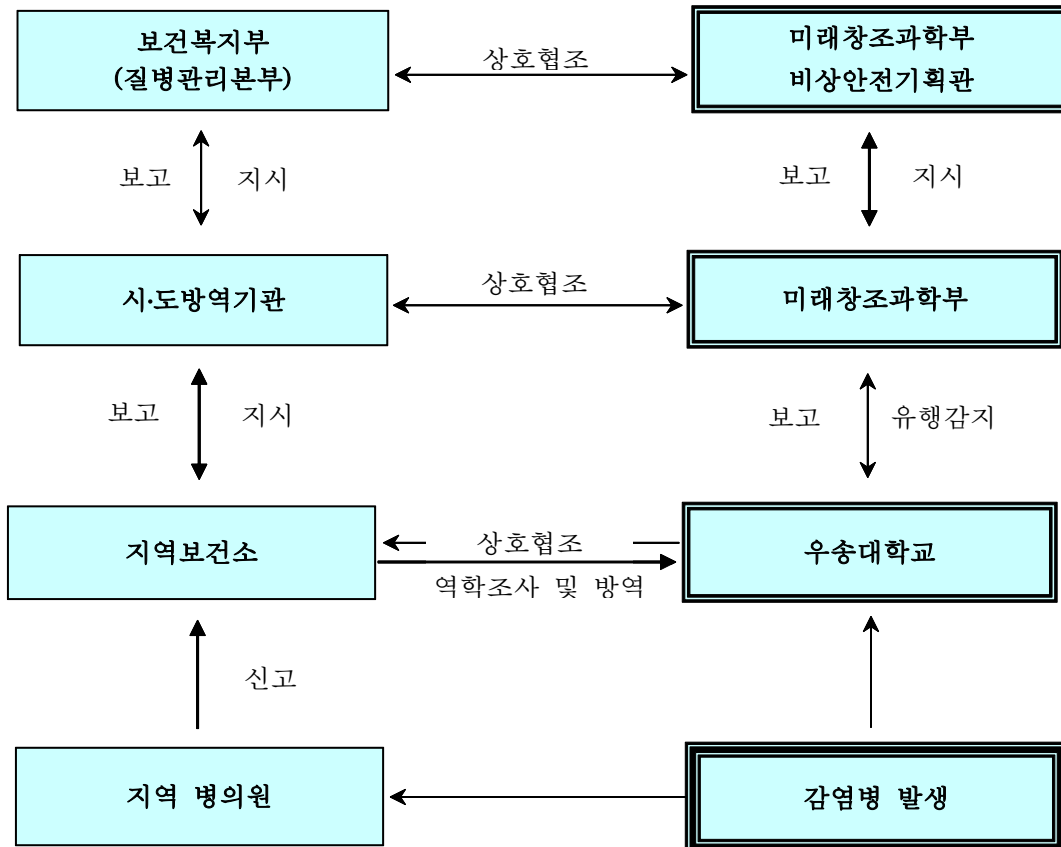 보건복지부
(질병관리본부)
상호협조
미래창조과학부
비상안전기획관
보고
지시
보고
지시
시·도방역기관
상호협조
미래창조과학부
보고
지시
보고
유행감지
지역보건소
상호협조
역학조사 및 방역
우송대학교
신고
지역 병의원
감염병 발생